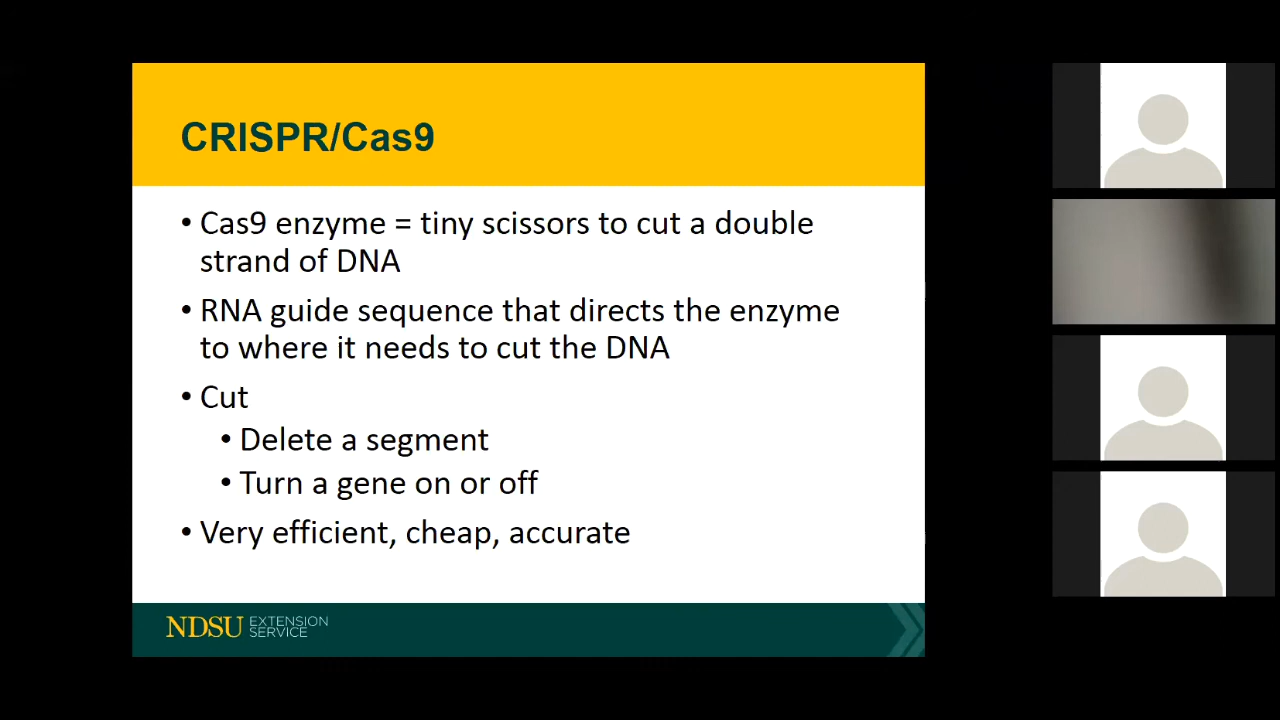 CRISPR/Cas9
• Cas9 enzyme = tiny scissors to cut a double
strand of DNA
• RNA guide sequence that directs the enzyme
to where it needs to cut the DNA
• Cut
• Delete a segment
• Turn a gene on or off
• Very efficient, cheap, accurate
NDSU EXTENSION
SERVICE